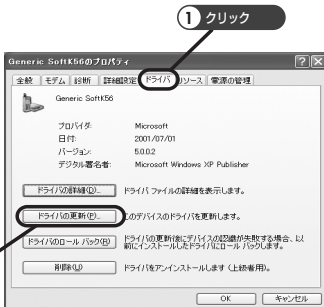 1 クリック
Generic SoftK56のプロパティ
全般 モデム 診断 詳細設定 ドライバ リソース 電源の管理
Generic SoftK56
プロバイダ: Microsoft
日付: 2001/07/01
バージョン: 5.0.0.2
デジタル署名者: Microsoft Windows XP Publisher
ドライバの詳細(D)... ドライバ ファイルの詳細を表示します。
ドライバの更新(P)... このデバイスのドライバを更新します。
ドライバのロール バック(R) ドライバの更新後にデバイスの認識が失敗する場合、以
前にインストールしたドライバにロール バックします。
削除(U) ドライバをアンインストールします (上級者用)。
OK キャンセル